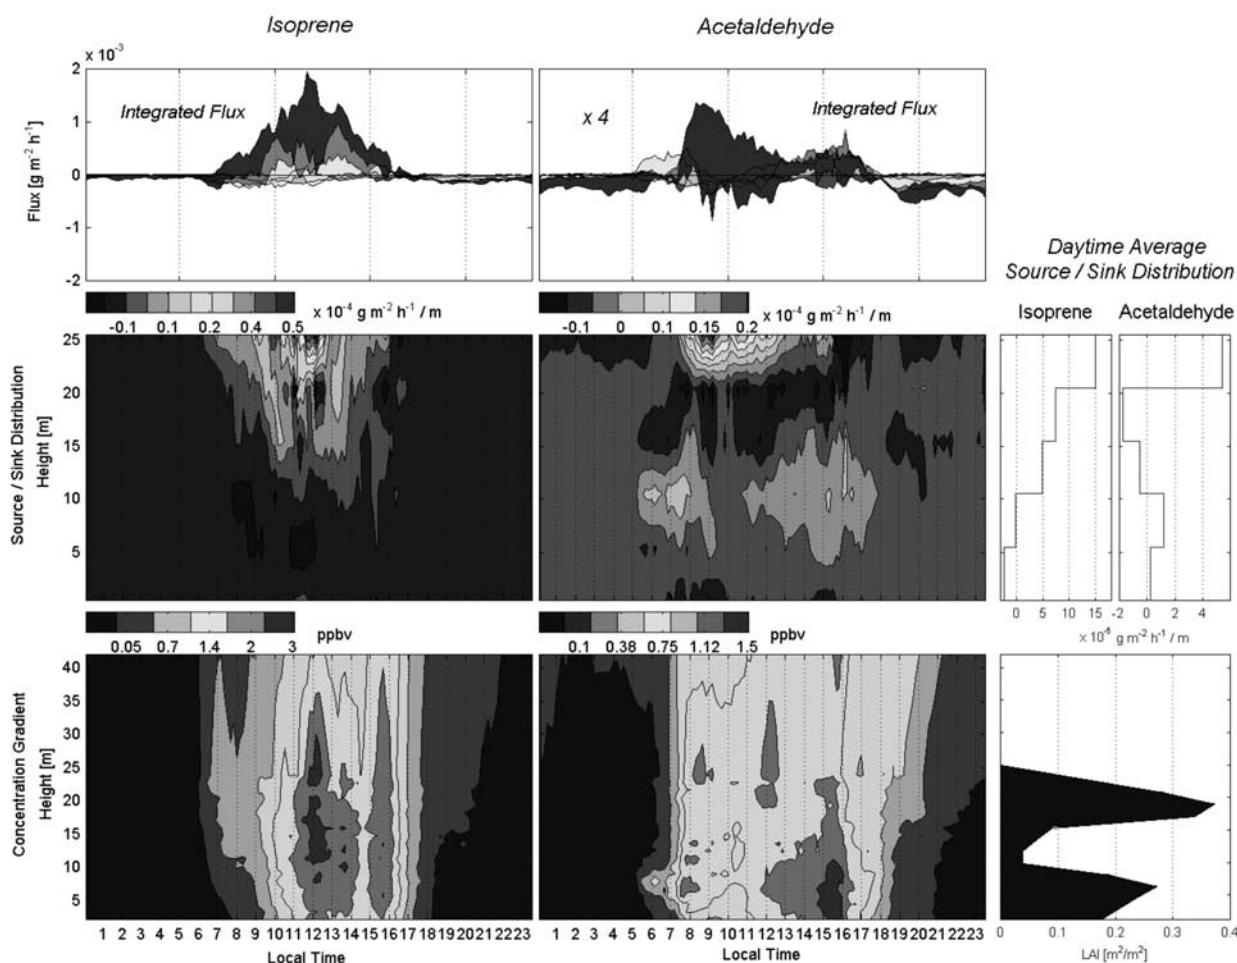 Isoprene
Acetaldehyde
x 10⁻³
2
1
0
-1
-2
Flux [g m⁻² h⁻¹]
Integrated Flux
x 4
Integrated Flux
Daytime Average
Source / Sink Distribution
-0.1 0.1 0.2 0.4 0.5
x 10⁻⁴ g m⁻² h⁻¹ / m
-0.1 0 0.1 0.15 0.2
x 10⁻⁴ g m⁻² h⁻¹ / m
Isoprene
Acetaldehyde
Source / Sink Distribution
Height [m]
25
20
15
10
5
0 5 10 15
-2 0 2 4
x 10⁻⁶ g m⁻² h⁻¹ / m
0.05 0.7 1.4 2 3
ppbv
0.1 0.38 0.75 1.12 1.5
ppbv
Concentration Gradient
Height [m]
40
35
30
25
20
15
10
5
1 2 3 4 5 6 7 8 9 10 11 12 13 14 15 16 17 18 19 20 21 22 23
Local Time
1 2 3 4 5 6 7 8 9 10 11 12 13 14 15 16 17 18 19 20 21 22 23
Local Time
0 0.1 0.2 0.3 0.4
LAI [m²/m²]